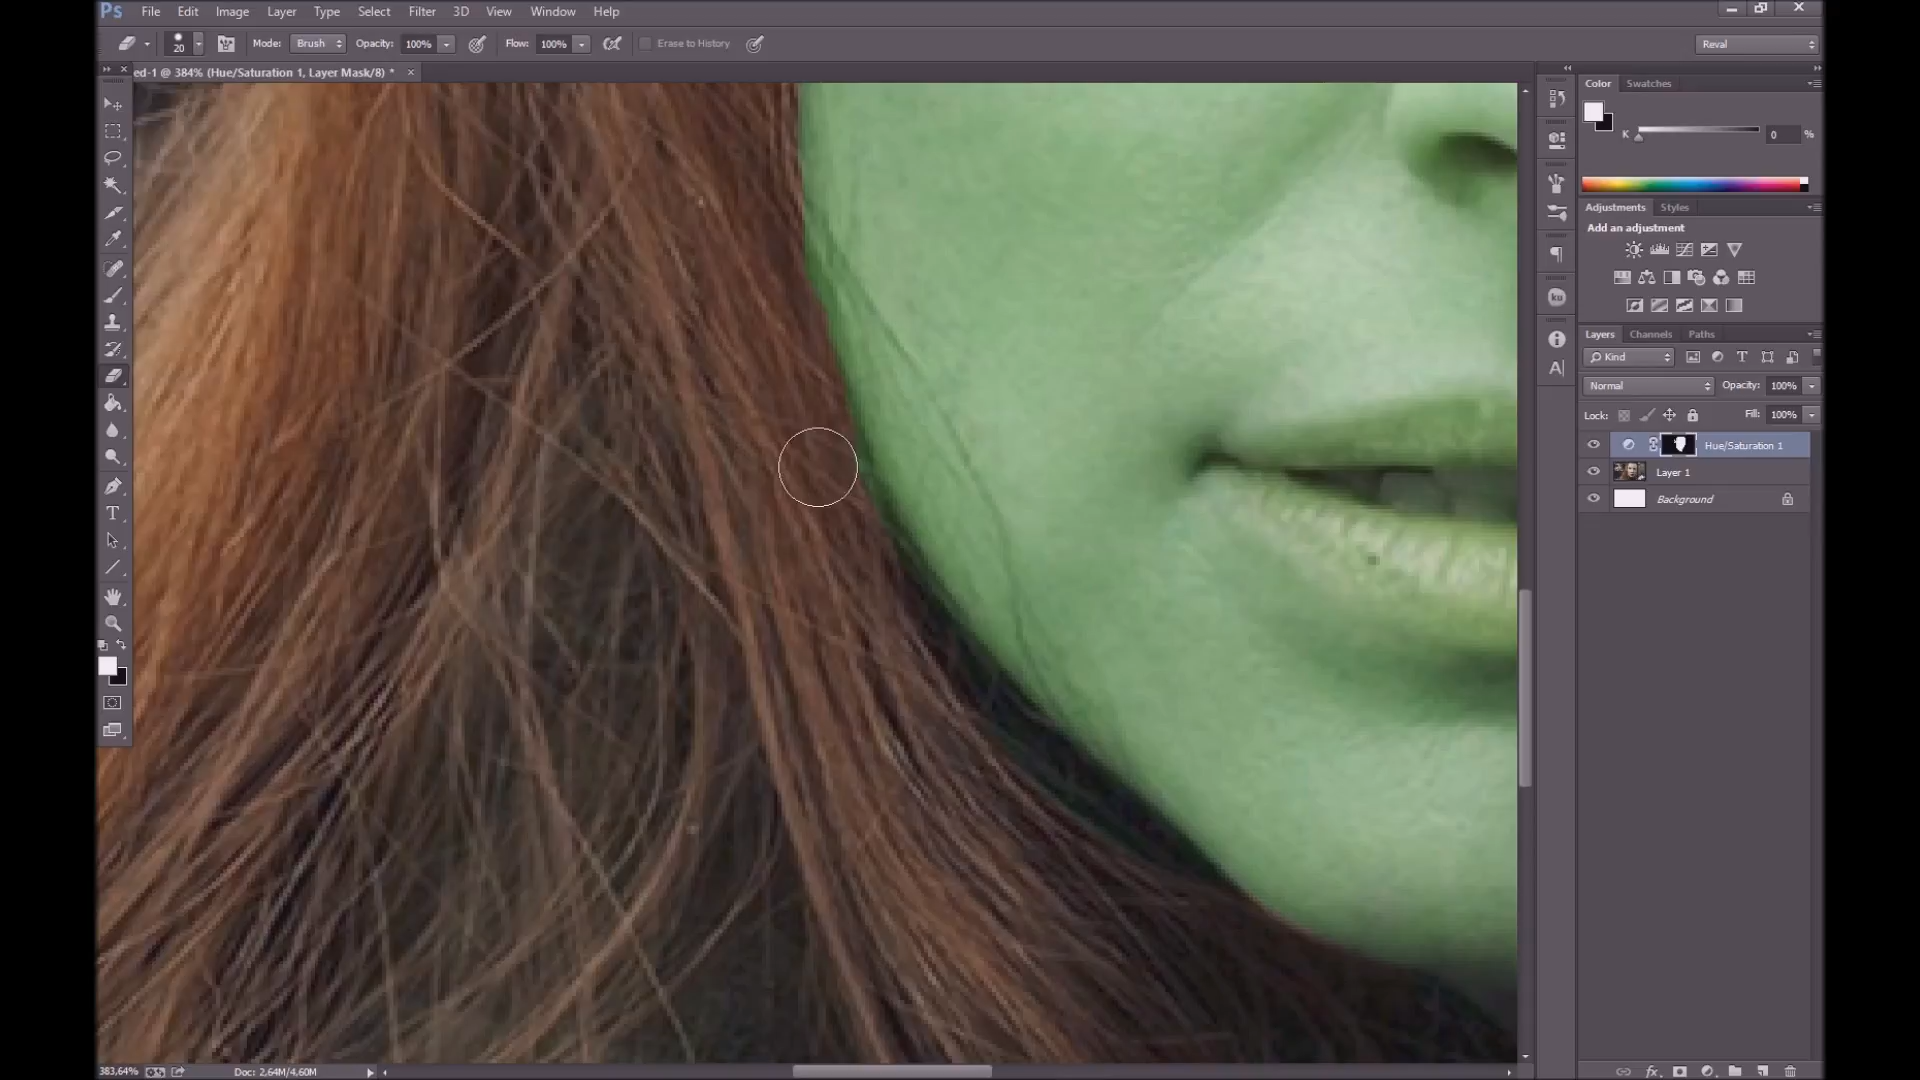 Ps File Edit Image Layer Type Select Filter 3D View Window Help
20 Mode: Brush Opacity: 100% Flow: 100% Erase to History Reval
ed-1 @ 384% (Hue/Saturation 1, Layer Mask/8) * ×
Color Swatches
K 0 %
Adjustments Styles
Add an adjustment
Layers Channels Paths
Kind
Normal Opacity: 100%
Lock: Fill: 100%
Hue/Saturation 1
Layer 1
Background
383,64% Doc: 2,64M/4,60M